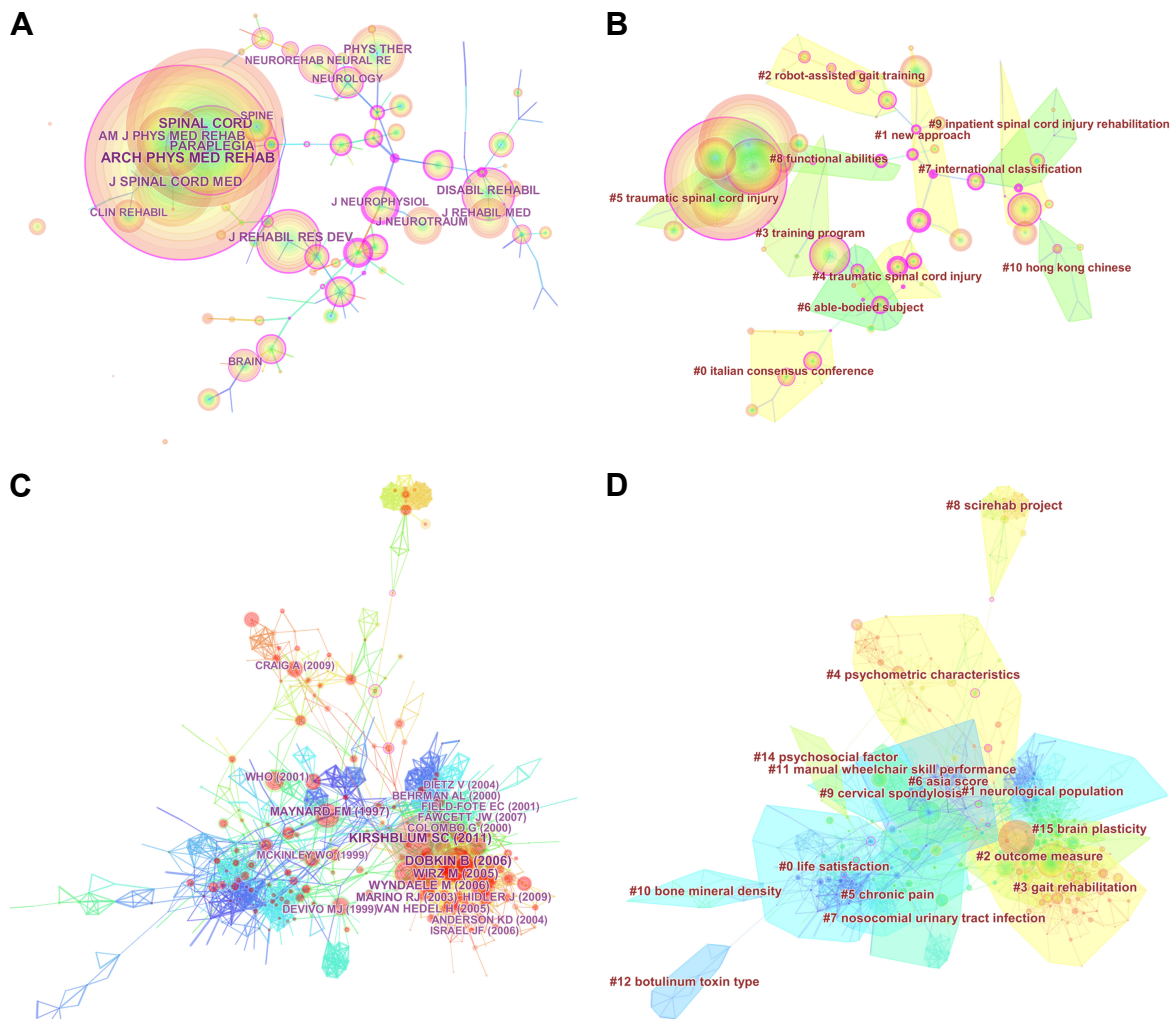 A
PHYS THER
NEUROREHAB NEURAL RE
NEUROLOGY
SPINE
SPINAL CORD
AM J PHYS MED REHAB
PARAPLEGIA
ARCH PHYS MED REHAB
J SPINAL CORD MED
DISABIL REHABIL
J NEUROPHYSIOL
CLIN REHABIL
J REHABIL MED
J NEUROTRAUM
J REHABIL RES DEV
BRAIN
B
#2 robot-assisted gait training
#9 inpatient spinal cord injury rehabilitation
#1 new approach
#8 functional abilities
#7 international classification
#5 traumatic spinal cord injury
#3 training program
#10 hong kong chinese
#4 traumatic spinal cord injury
#6 able-bodied subject
#0 italian consensus conference
C
CRAIG A (2009)
WHO (2001)
DIETZ V (2004)
BEHRMAN AL (2000)
FIELD-FOTE EC (2001)
MAYNARD FM (1997)
FAWCETT JW (2007)
COLOMBO G (2000)
KIRSHBLUM SC (2011)
MCKINLEY WO (1999)
DOBKIN B (2006)
WIRZ M (2005)
WYNDAELE M (2006)
MARINO RJ (2003)
HIDLER J (2009)
DEVIVO MJ (1999)
VAN HEDEL H (2005)
ANDERSON KD (2004)
ISRAEL JF (2006)
D
#8 scirehab project
#4 psychometric characteristics
#14 psychosocial factor
#11 manual wheelchair skill performance
#6 asia score
#9 cervical spondylosis
#1 neurological population
#15 brain plasticity
#2 outcome measure
#0 life satisfaction
#3 gait rehabilitation
#10 bone mineral density
#5 chronic pain
#7 nosocomial urinary tract infection
#12 botulinum toxin type